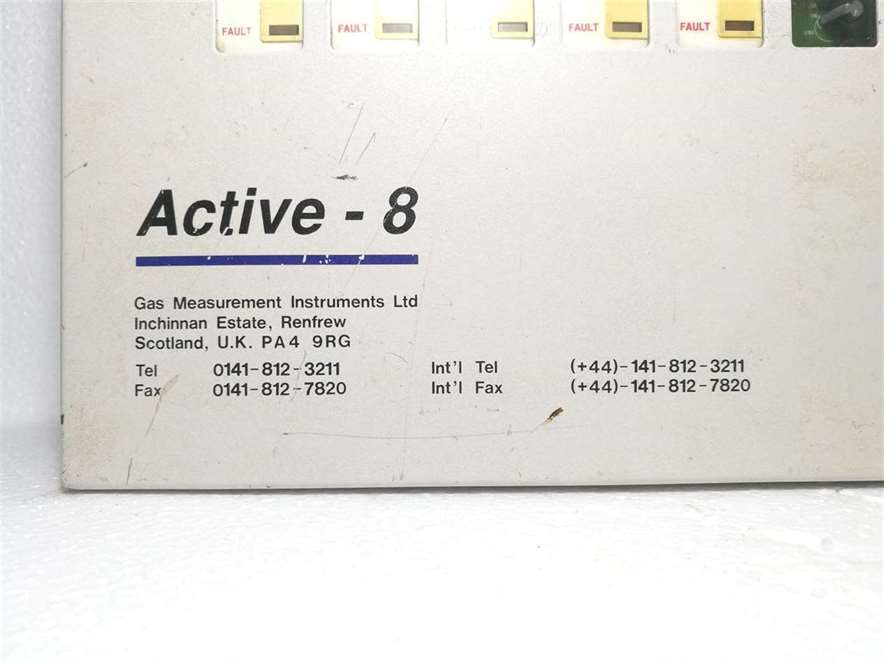 FAULT FAULT FAULT FAULT
Active - 8
Gas Measurement Instruments Ltd
Inchinnan Estate, Renfrew
Scotland, U.K. PA4 9RG
Tel 0141-812-3211 Int'l Tel (+44)-141-812-3211
Fax 0141-812-7820 Int'l Fax (+44)-141-812-7820